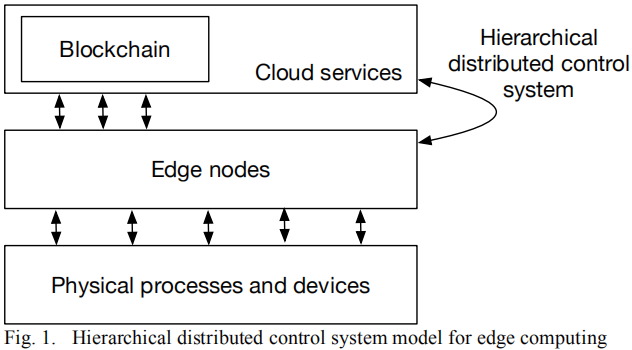 Blockchain
Cloud services
Hierarchical
distributed control
system
Edge nodes
Physical processes and devices
Fig. 1. Hierarchical distributed control system model for edge computing